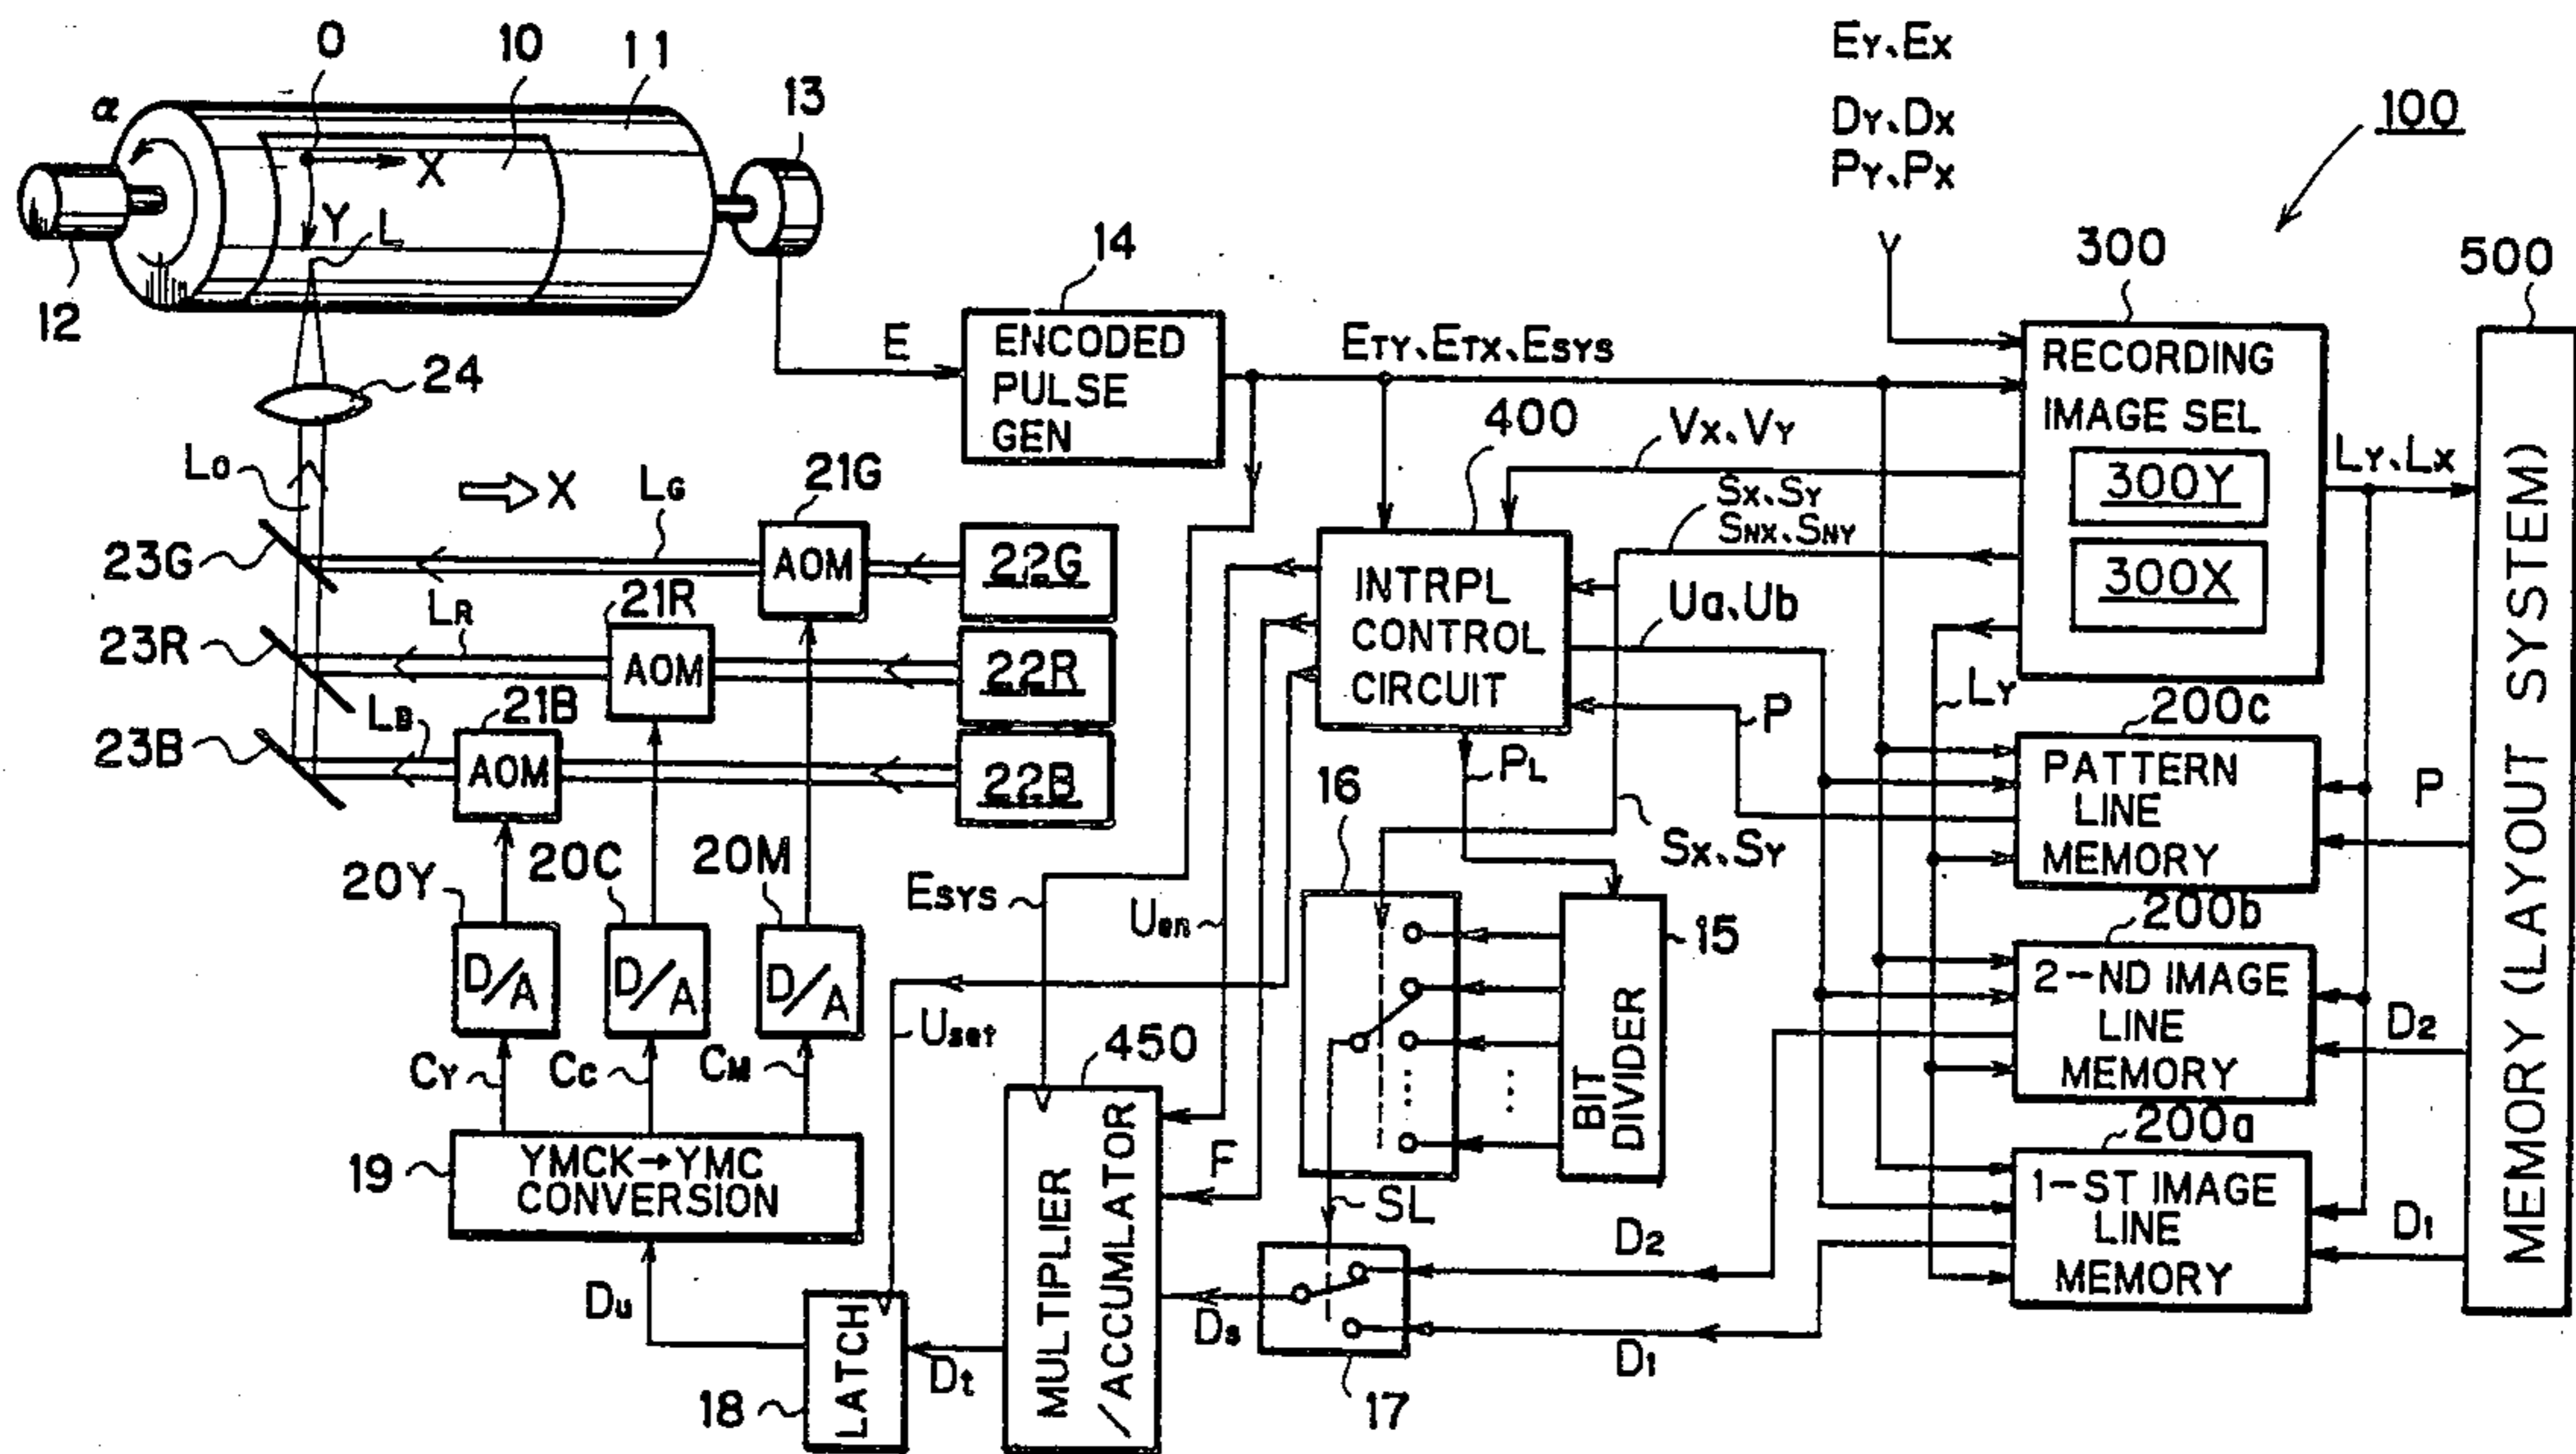 0
10
11
13
α
X
Y
L
12
EY、EX
DY、DX
PY、PX
100
14
E
ENCODED
PULSE
GEN
ETY、ETX、ESYS
300
RECORDING
IMAGE SEL
300Y
300X
500
MEMORY (LAYOUT SYSTEM)
24
LO
X
LG
21G
AOM
22G
23G
LR
21R
AOM
22R
23R
LB
21B
AOM
22B
23B
400
INTRPL
CONTROL
CIRCUIT
VX、VY
SX、SY
SNX、SNY
Ua、Ub
P
PL
LY、LX
LY
200c
PATTERN
LINE
MEMORY
P
200b
2-ND IMAGE
LINE
MEMORY
D2
200a
1-ST IMAGE
LINE
MEMORY
D1
SX、SY
16
15
BIT
DIVIDER
SL
17
D2
D1
Ds
ESYS
Uen
Uset
F
450
MULTIPLIER
/ACCUMLATOR
Dt
LATCH
18
Du
20Y
20C
20M
D/A
D/A
D/A
CY
CC
CM
19
YMCK→YMC
CONVERSION